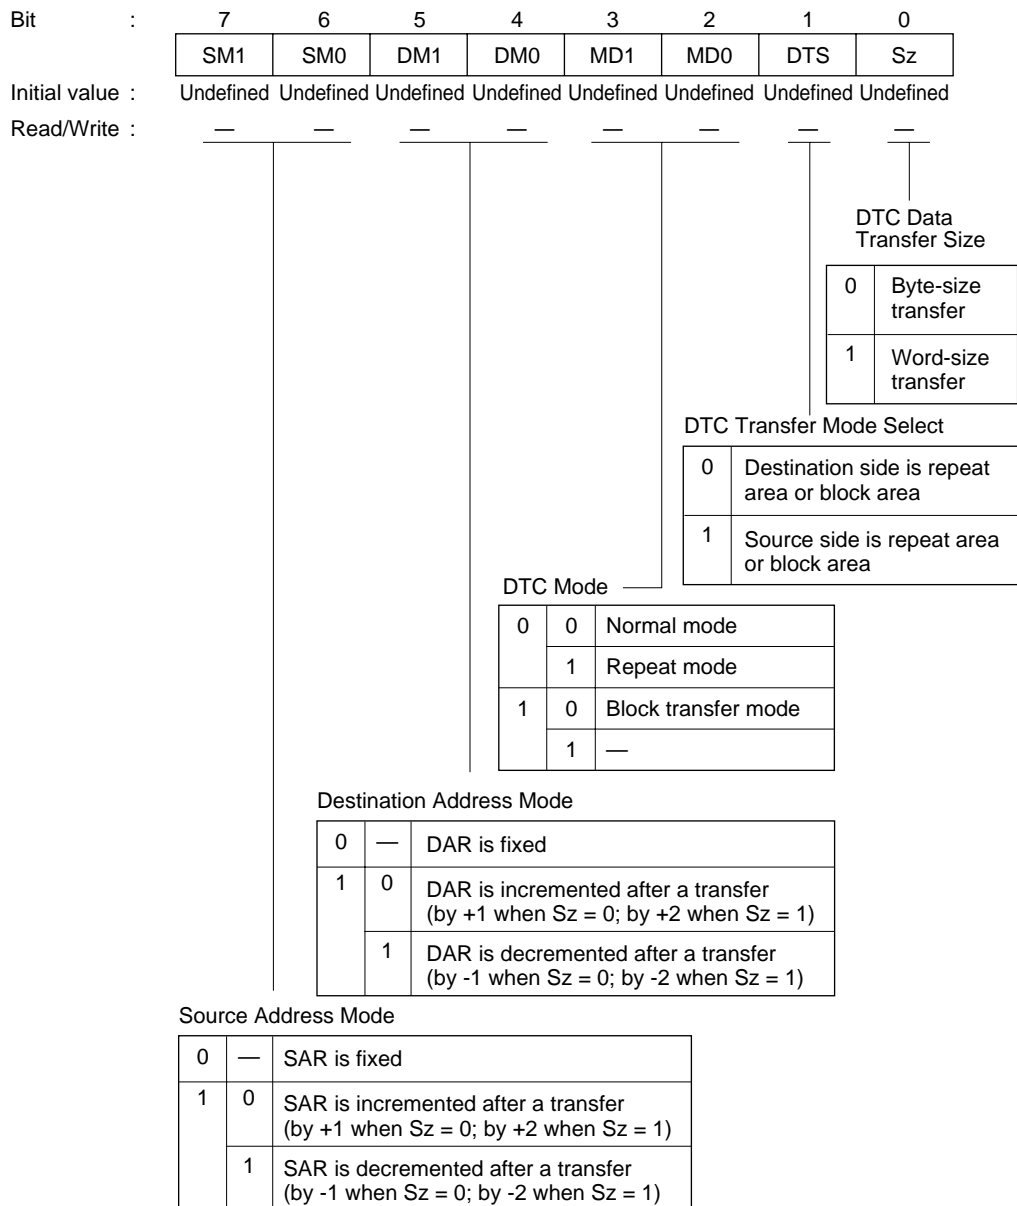 Bit : 7 6 5 4 3 2 1 0
SM1 SM0 DM1 DM0 MD1 MD0 DTS Sz
Initial value : Undefined Undefined Undefined Undefined Undefined Undefined Undefined Undefined
Read/Write : — — — — — — — —
DTC Data
Transfer Size
0 Byte-size
transfer
1 Word-size
transfer
DTC Transfer Mode Select
0 Destination side is repeat
area or block area
1 Source side is repeat area
or block area
DTC Mode
0 0 Normal mode
1 Repeat mode
1 0 Block transfer mode
1 —
Destination Address Mode
0 — DAR is fixed
1 0 DAR is incremented after a transfer
(by +1 when Sz = 0; by +2 when Sz = 1)
1 DAR is decremented after a transfer
(by -1 when Sz = 0; by -2 when Sz = 1)
Source Address Mode
0 — SAR is fixed
1 0 SAR is incremented after a transfer
(by +1 when Sz = 0; by +2 when Sz = 1)
1 SAR is decremented after a transfer
(by -1 when Sz = 0; by -2 when Sz = 1)